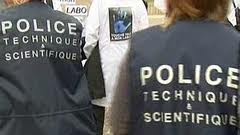 POLICE
TECHNIQUE
&
SCIENTIFIQUE
LABO
POLICE
TECHNIQUE
&
SCIENTIFIQUE